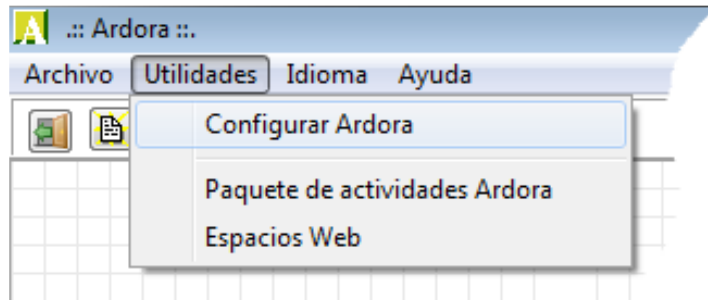 .:: Ardora ::.
Archivo Utilidades Idioma Ayuda
Configurar Ardora
Paquete de actividades Ardora
Espacios Web